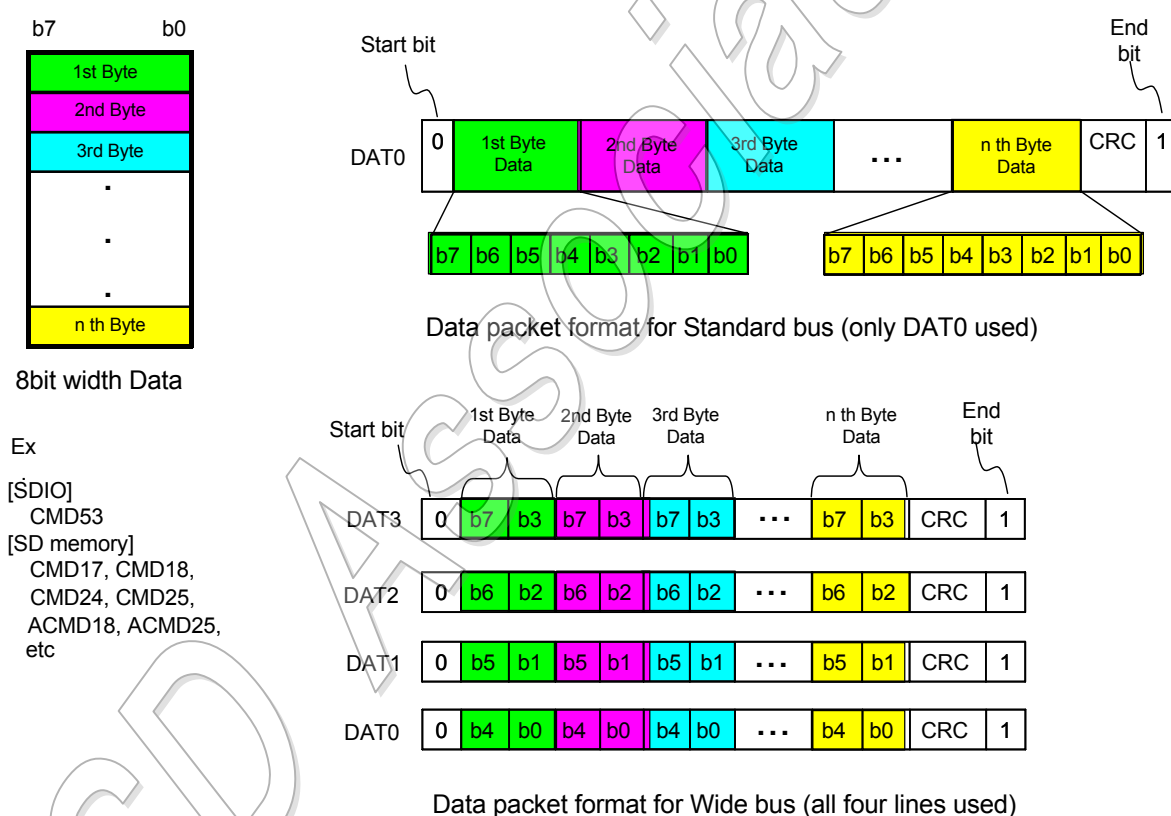 b7 b0
1st Byte
2nd Byte
3rd Byte
.
.
.
n th Byte
8bit width Data
Ex
.
[SDIO]
CMD53
[SD memory]
CMD17, CMD18,
CMD24, CMD25,
ACMD18, ACMD25,
etc
Start bit
End
bit
DAT0 0 1st Byte Data 2nd Byte Data 3rd Byte Data ... n th Byte Data CRC 1
b7 b6 b5 b4 b3 b2 b1 b0 b7 b6 b5 b4 b3 b2 b1 b0
Data packet format for Standard bus (only DAT0 used)
Start bit
1st Byte Data
2nd Byte Data
3rd Byte Data
n th Byte Data
End
bit
DAT3 0 b7 b3 b7 b3 b7 b3 ... b7 b3 CRC 1
DAT2 0 b6 b2 b6 b2 b6 b2 ... b6 b2 CRC 1
DAT1 0 b5 b1 b5 b1 b5 b1 ... b5 b1 CRC 1
DAT0 0 b4 b0 b4 b0 b4 b0 ... b4 b0 CRC 1
Data packet format for Wide bus (all four lines used)
SD Associa